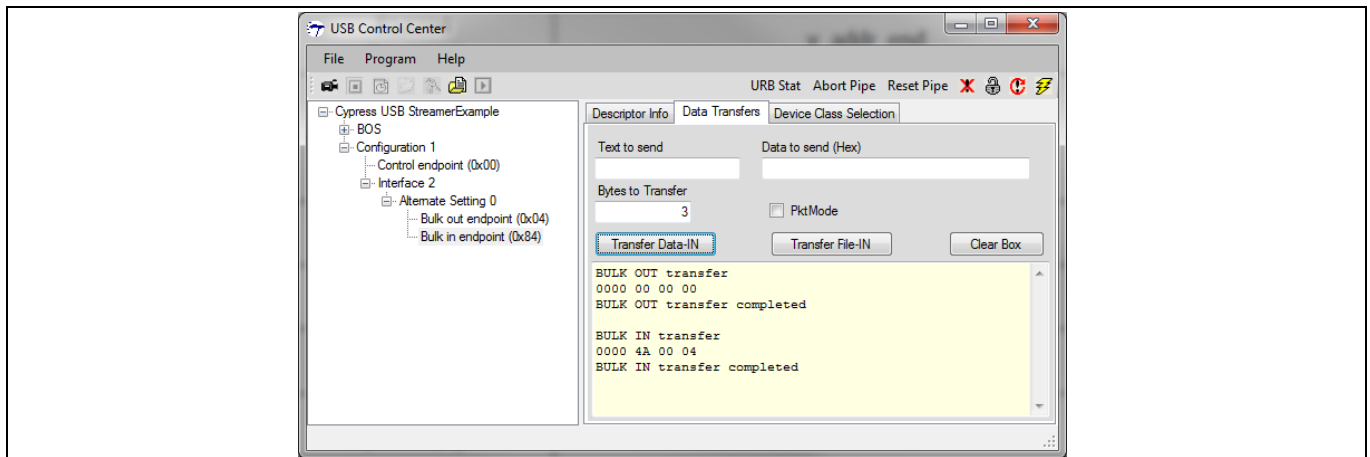 USB Control Center
File Program Help
URB Stat Abort Pipe Reset Pipe
Cypress USB StreamerExample
BOS
Configuration 1
Control endpoint (0x00)
Interface 2
Alternate Setting 0
Bulk out endpoint (0x04)
Bulk in endpoint (0x84)
Descriptor Info Data Transfers Device Class Selection
Text to send Data to send (Hex)
Bytes to Transfer
3 PktMode
Transfer Data-IN Transfer File-IN Clear Box
BULK OUT transfer
0000 00 00 00
BULK OUT transfer completed
BULK IN transfer
0000 4A 00 04
BULK IN transfer completed